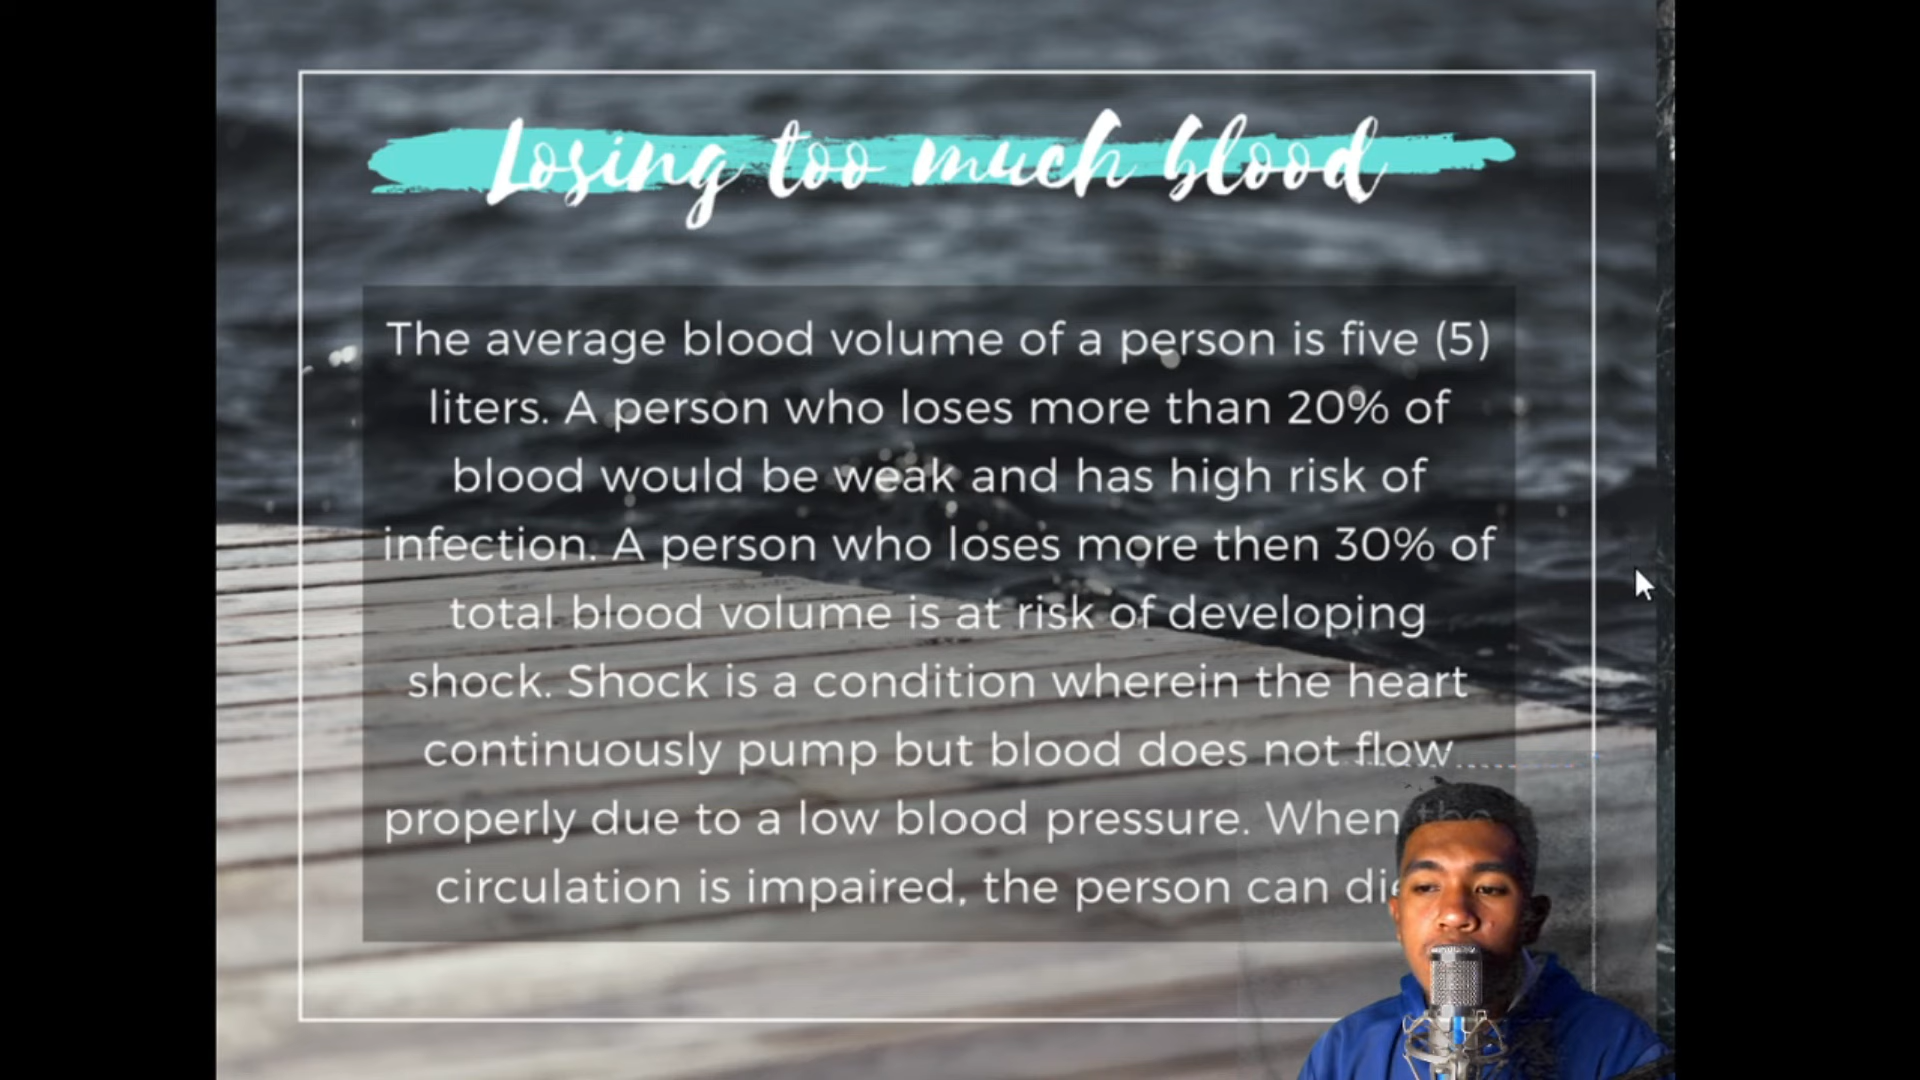 Losing too much blood
The average blood volume of a person is five (5)
liters. A person who loses more than 20% of
blood would be weak and has high risk of
infection. A person who loses more then 30% of
total blood volume is at risk of developing
shock. Shock is a condition wherein the heart
continuously pump but blood does not flow
properly due to a low blood pressure. When the
circulation is impaired, the person can die